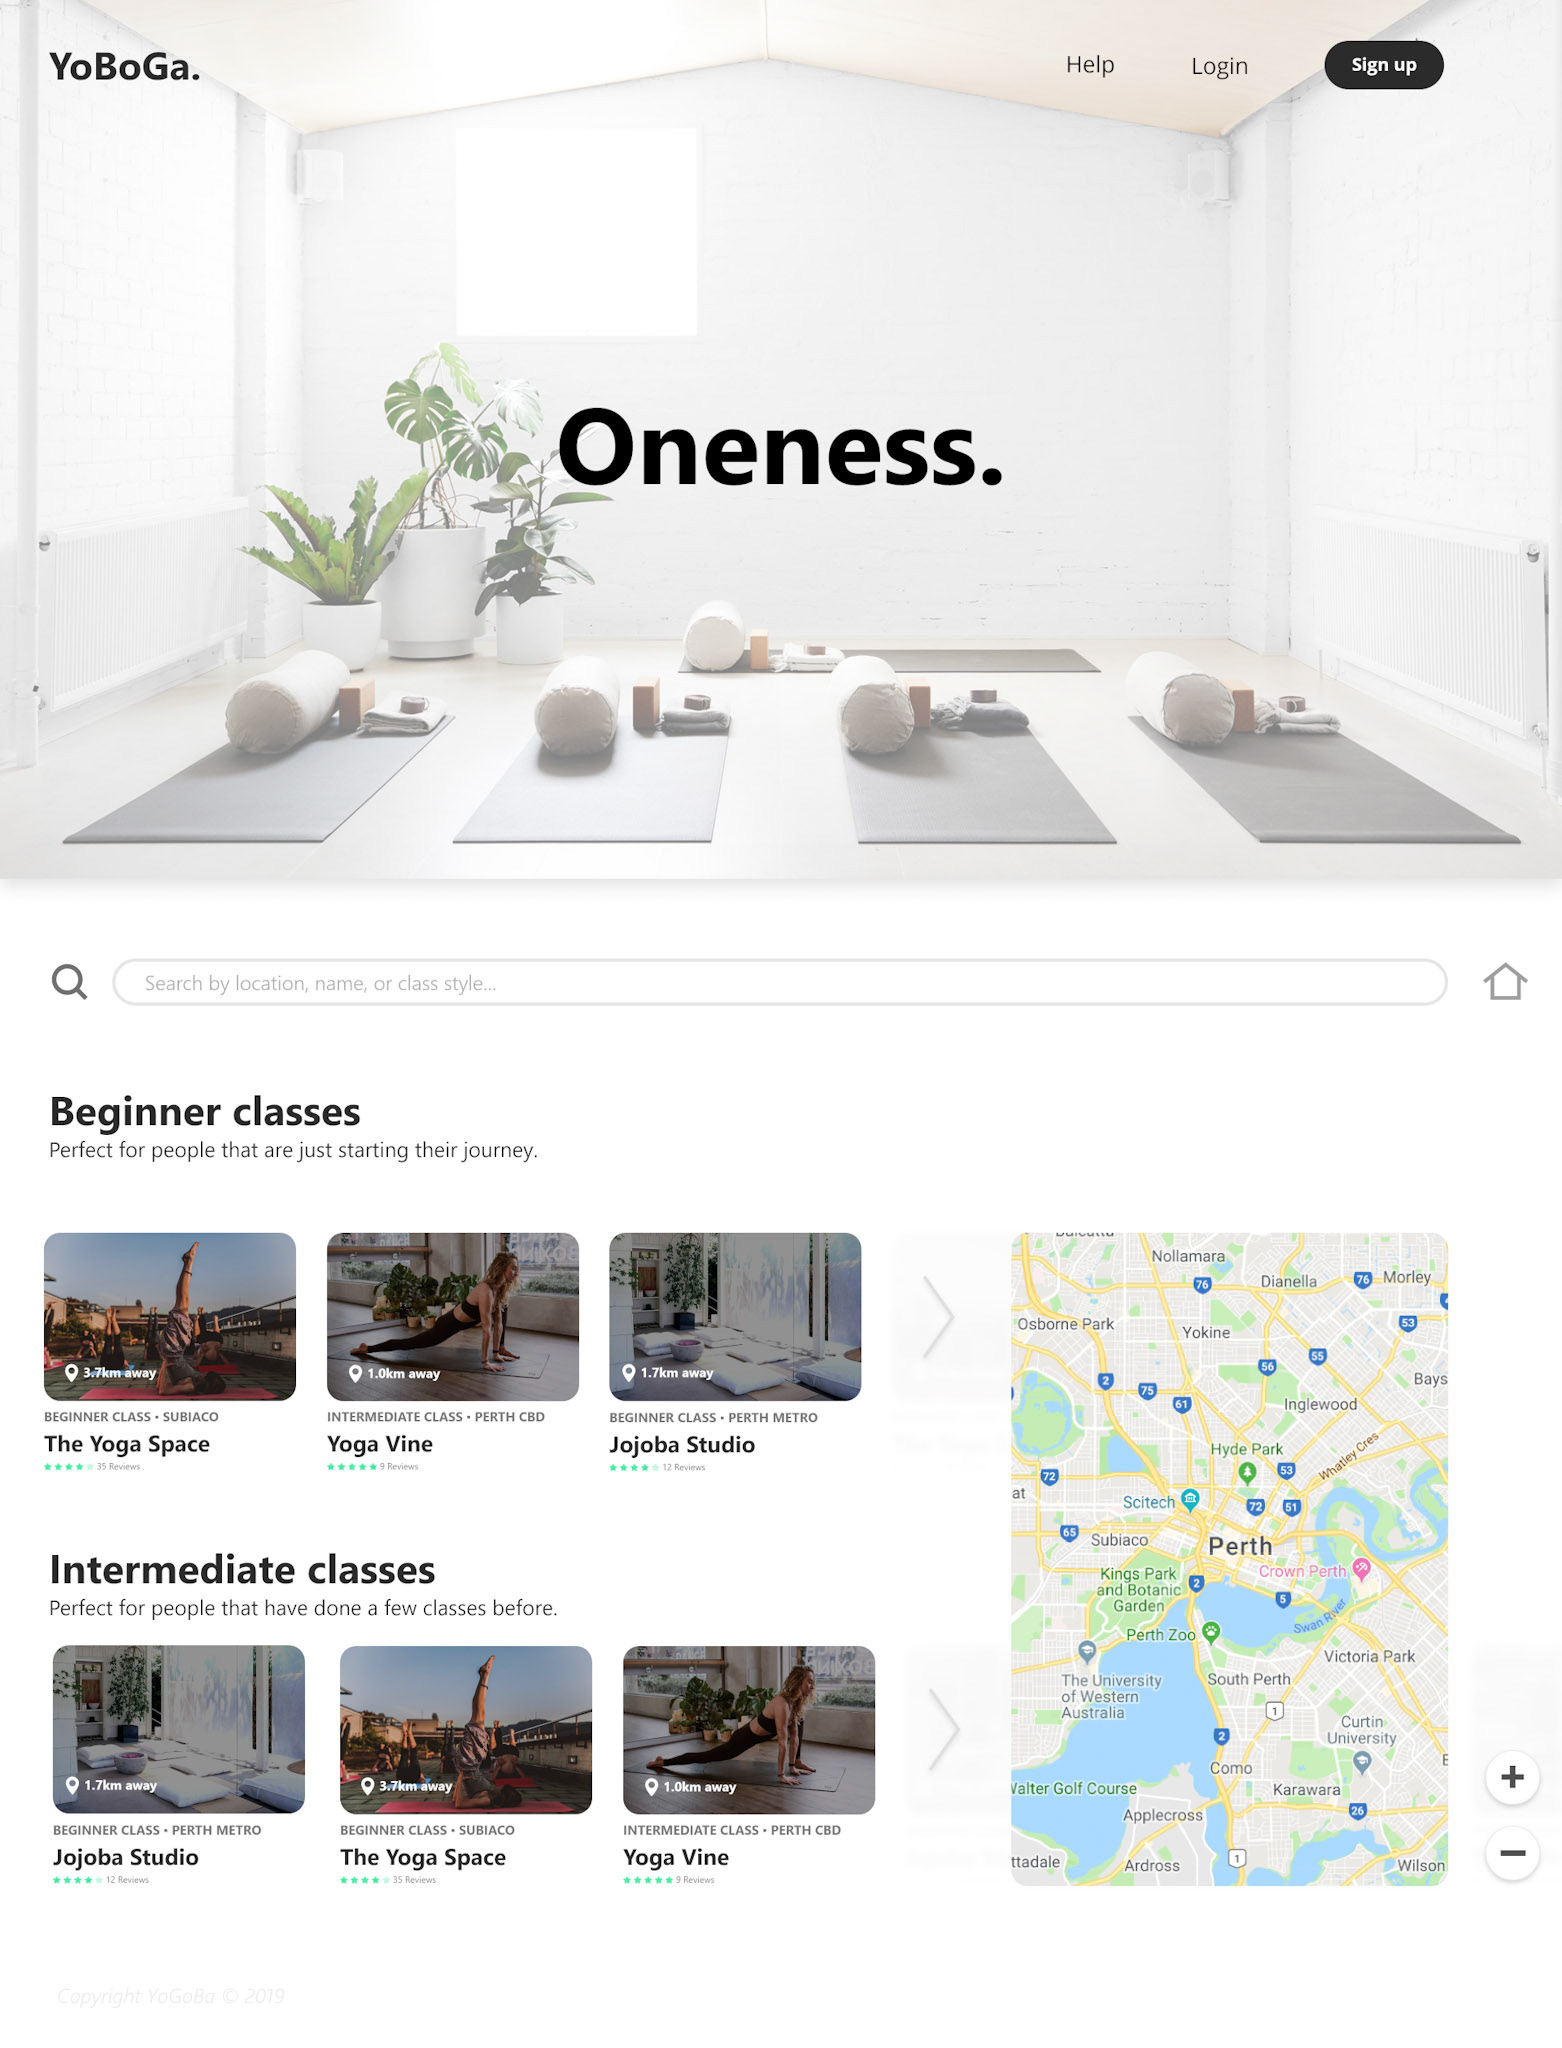 YoBoGa.
Help
Login
Sign up
Oneness.
Search by location, name, or class style...
Beginner classes
Perfect for people that are just starting their journey.
3.7km away
BEGINNER CLASS • SUBIACO
The Yoga Space
35 Reviews
1.0km away
INTERMEDIATE CLASS • PERTH CBD
Yoga Vine
9 Reviews
1.7km away
BEGINNER CLASS • PERTH METRO
Jojoba Studio
12 Reviews
Intermediate classes
Perfect for people that have done a few classes before.
1.7km away
BEGINNER CLASS • PERTH METRO
Jojoba Studio
12 Reviews
3.7km away
BEGINNER CLASS • SUBIACO
The Yoga Space
35 Reviews
1.0km away
INTERMEDIATE CLASS • PERTH CBD
Yoga Vine
9 Reviews
Nollamara
76
Dianella
76
Morley
Osborne Park
Yokine
53
55
56
2
75
61
Bays
Inglewood
Hyde Park
Whatley Cres
72
53
at
Scitech
72
51
65
Subiaco
Perth
Kings Park
and Botanic
Garden
2
Crown Perth
5
Swan River
Perth Zoo
Victoria Park
The University
of Western
Australia
South Perth
1
2
Curtin
University
Como
Walter Golf Course
Karawara
26
Applecross
ttadale
Ardross
1
Wilson
Copyright YoGoBa © 2019